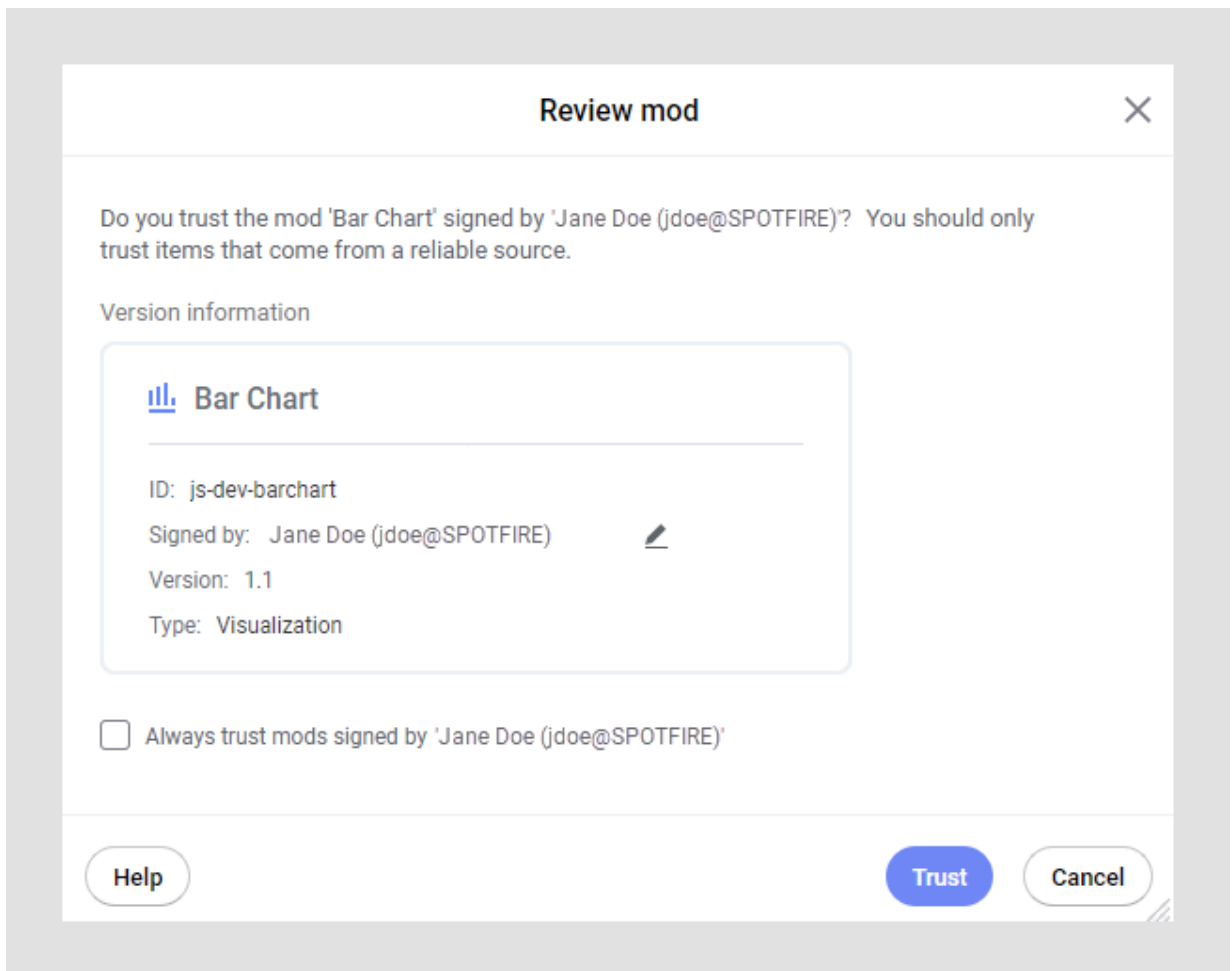 Review mod
Do you trust the mod 'Bar Chart' signed by 'Jane Doe (jdoe@SPOTFIRE)'? You should only
trust items that come from a reliable source.
Version information
Bar Chart
ID: js-dev-barchart
Signed by: Jane Doe (jdoe@SPOTFIRE)
Version: 1.1
Type: Visualization
Always trust mods signed by 'Jane Doe (jdoe@SPOTFIRE)'
Help Trust Cancel